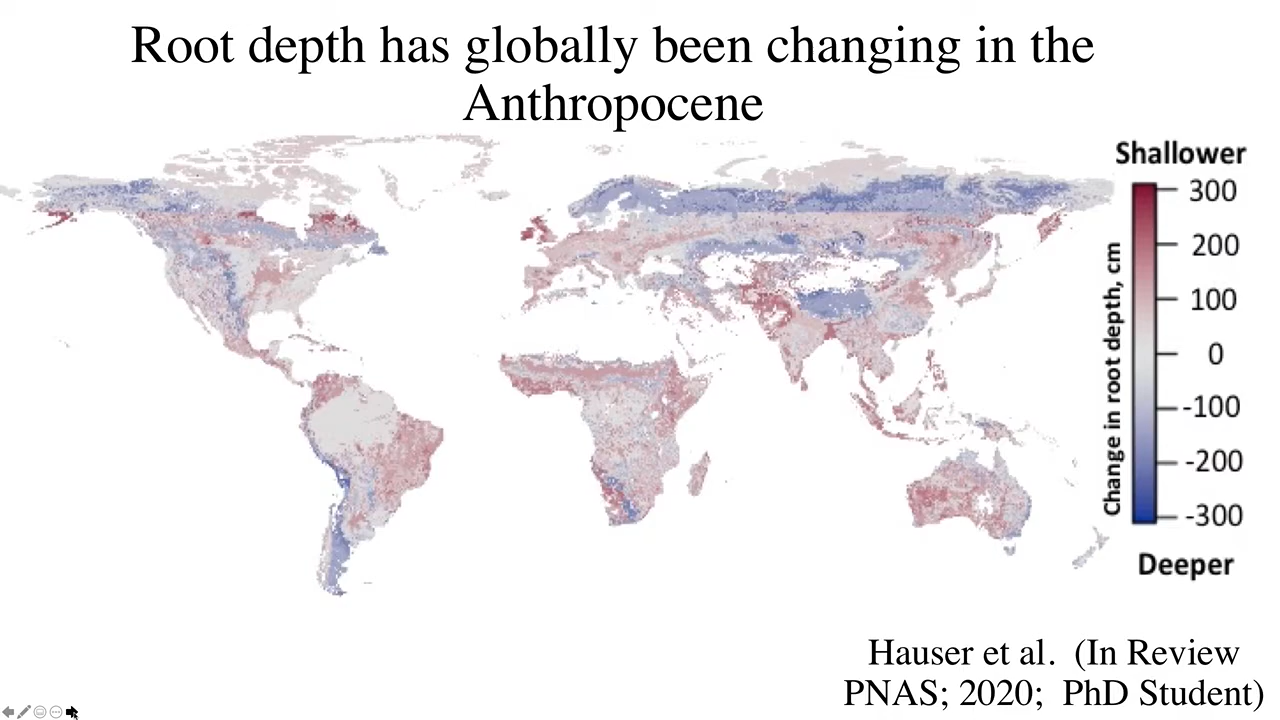 Root depth has globally been changing in the
Anthropocene
Shallower
300
200
100
0
-100
-200
-300
Change in root depth, cm
Deeper
Hauser et al.  (In Review
PNAS; 2020;  PhD Student)